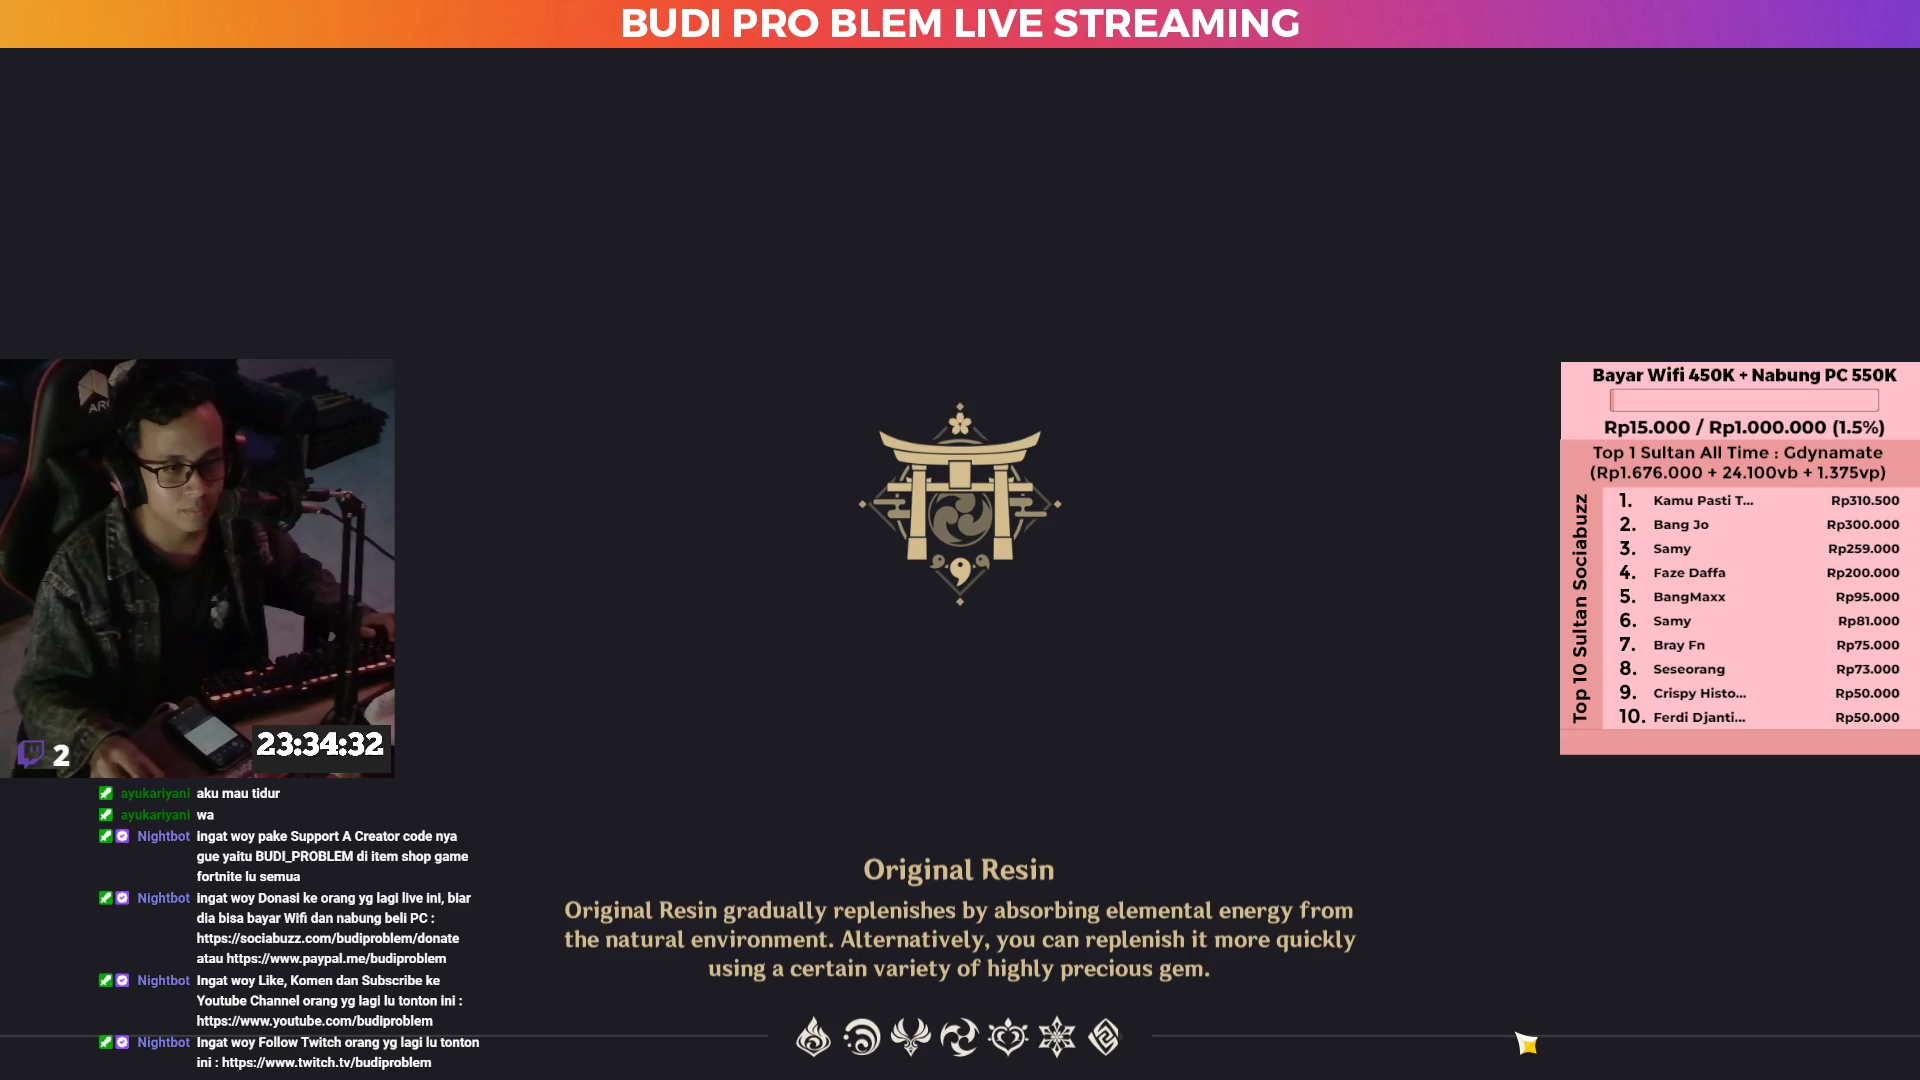 BUDI PRO BLEM LIVE STREAMING
Bayar Wifi 450K + Nabung PC 550K
Rp15.000 / Rp1.000.000 (1.5%)
Top 1 Sultan All Time : Gdynamate
(Rp1.676.000 + 24.100vb + 1.375vp)
Top 10 Sultan Sociabuzz
1. Kamu Pasti T... Rp310.500
2. Bang Jo Rp300.000
3. Samy Rp259.000
4. Faze Daffa Rp200.000
5. BangMaxx Rp95.000
6. Samy Rp81.000
7. Bray Fn Rp75.000
8. Seseorang Rp73.000
9. Crispy Histo... Rp50.000
10. Ferdi Djanti... Rp50.000
2
23:34:32
ayukariyani aku mau tidur
ayukariyani wa
Nightbot ingat woy pake Support A Creator code nya
gue yaitu BUDI_PROBLEM di item shop game
fortnite lu semua
Nightbot Ingat woy Donasi ke orang yg lagi live ini, biar
dia bisa bayar Wifi dan nabung beli PC :
https://sociabuzz.com/budiproblem/donate
atau https://www.paypal.me/budiproblem
Nightbot Ingat woy Like, Komen dan Subscribe ke
Youtube Channel orang yg lagi lu tonton ini :
https://www.youtube.com/budiproblem
Nightbot Ingat woy Follow Twitch orang yg lagi lu tonton
ini : https://www.twitch.tv/budiproblem
Original Resin
Original Resin gradually replenishes by absorbing elemental energy from
the natural environment. Alternatively, you can replenish it more quickly
using a certain variety of highly precious gem.